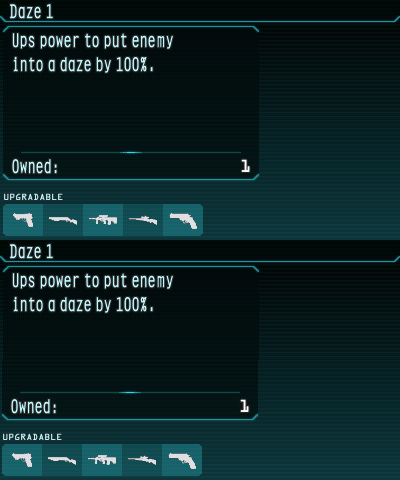 Daze 1
Ups power to put enemy
into a daze by 100%.
Owned: 1
UPGRADABLE
Daze 1
Ups power to put enemy
into a daze by 100%.
Owned: 1
UPGRADABLE